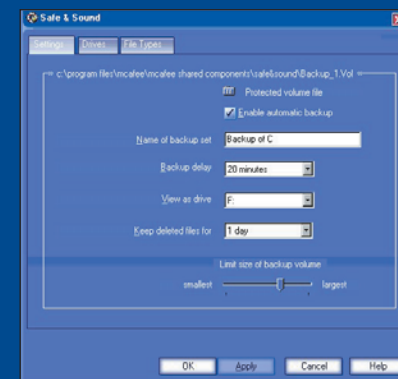 Safe & Sound
Settings Drives File Types
c:\program files\mcafee\mcafee shared components\safe&sound\Backup_1.Vol
Protected volume file
Enable automatic backup
Name of backup set Backup of C
Backup delay 20 minutes
View as drive F:
Keep deleted files for 1 day
Limit size of backup volume
smallest largest
OK Apply Cancel Help